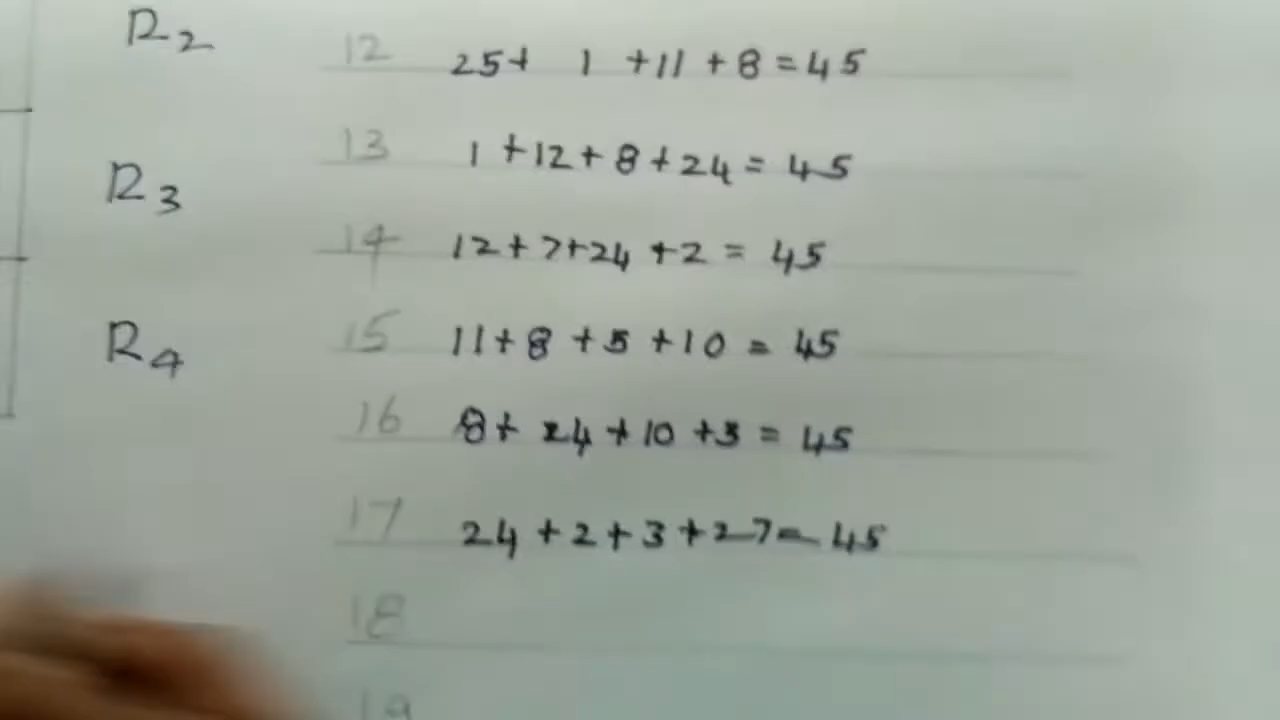 R2
12 25+ 1 +11 +8 =45
13 1 +12+8+24= 45
R3
14 12+7+24 +2 = 45
R4 15 11+8 +5 +10 = 45
16 8+ 24 +10 +3 = 45
17 24 +2 +3 +27= 45
18
19